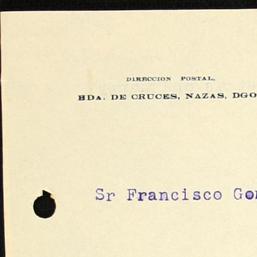 DIRECCION POSTAL,
HDA. DE CRUCES, NAZAS, DGO
Sr Francisco